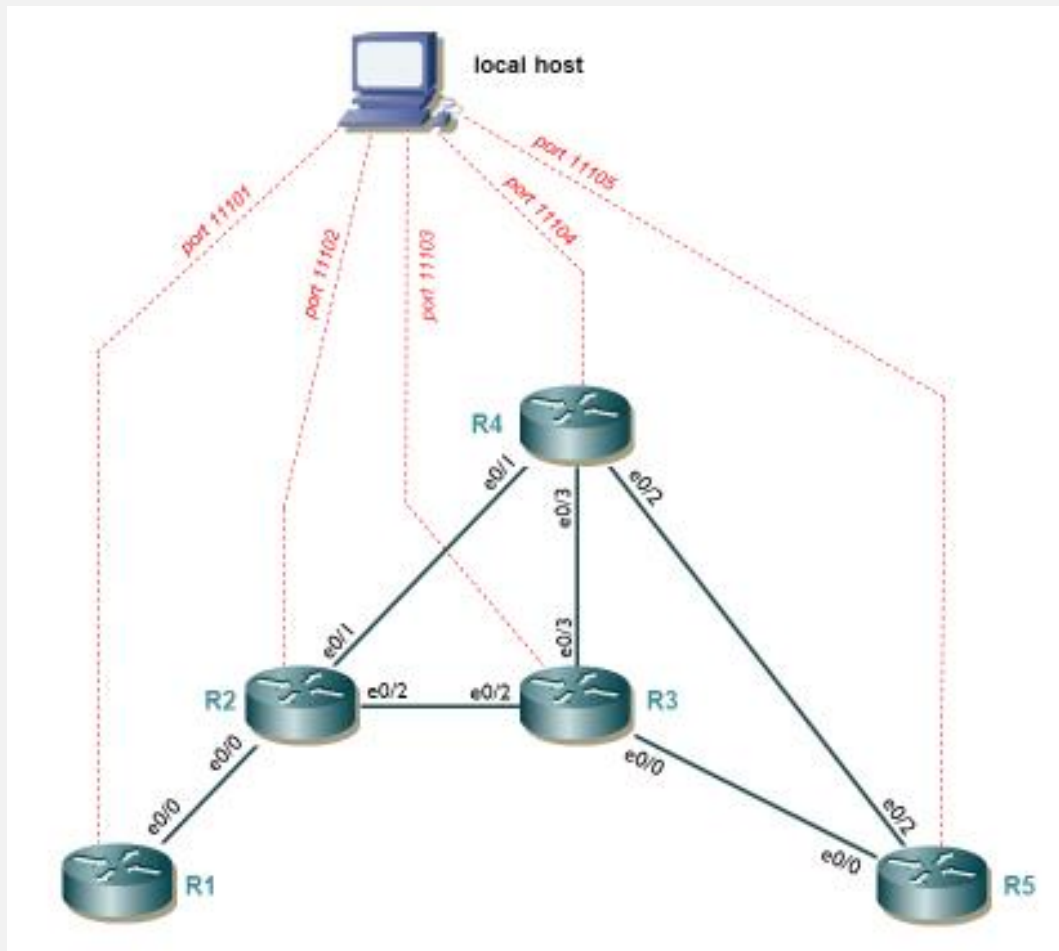 local host
port 11101
port 11102
port 11103
port 11104
port 11105
R4
e0/1
e0/3
e0/2
e0/1
e0/3
R2
e0/2
e0/2
R3
e0/0
e0/0
e0/0
e0/2
e0/0
R1
R5